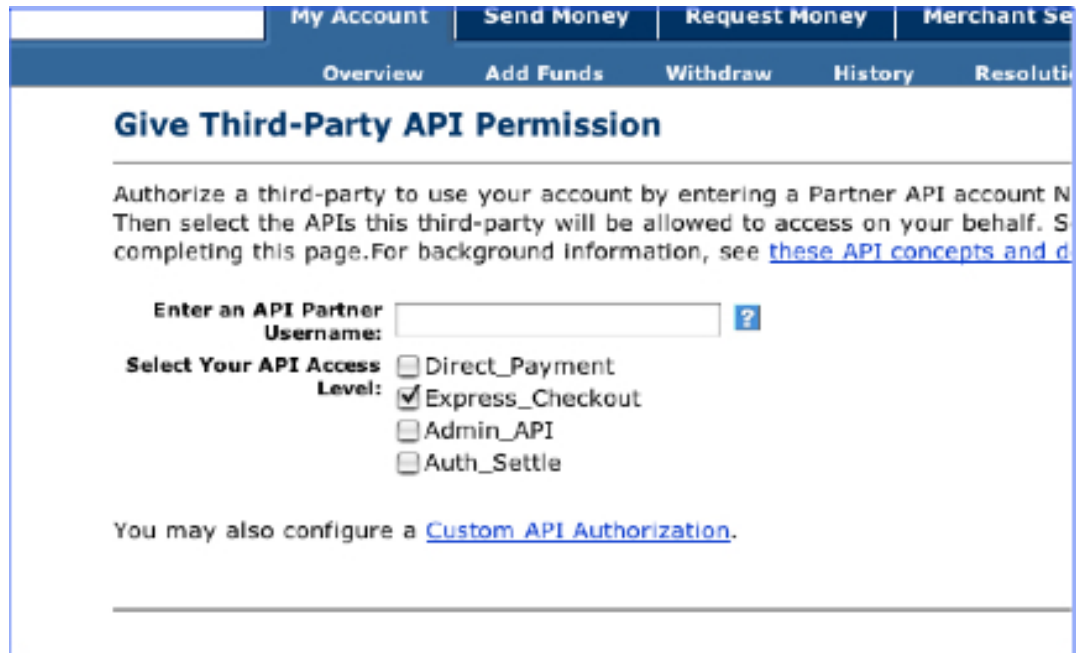 My Account Send Money Request Money Merchant
Overview Add Funds Withdraw History
Give Third-Party API Permission
Authorize a third-party to use your account by entering a Partner API account
Then select the APIs this third-party will be allowed to access on your behalf.
completing this page.For background information, see these API concepts and
Enter an API Partner
Username:
?
Select Your API Access
Level:
Direct_Payment
Express_Checkout
Admin_API
Auth_Settle
You may also configure a Custom API Authorization.